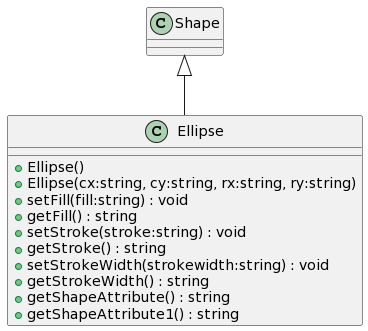 C Shape
C Ellipse
Ellipse()
Ellipse(cx:string, cy:string, rx:string, ry:string)
setFill(fill:string) : void
getFill() : string
setStroke(stroke:string) : void
getStroke() : string
setStrokeWidth(strokewidth:string) : void
getStrokeWidth() : string
getShapeAttribute() : string
getShapeAttribute1() : string